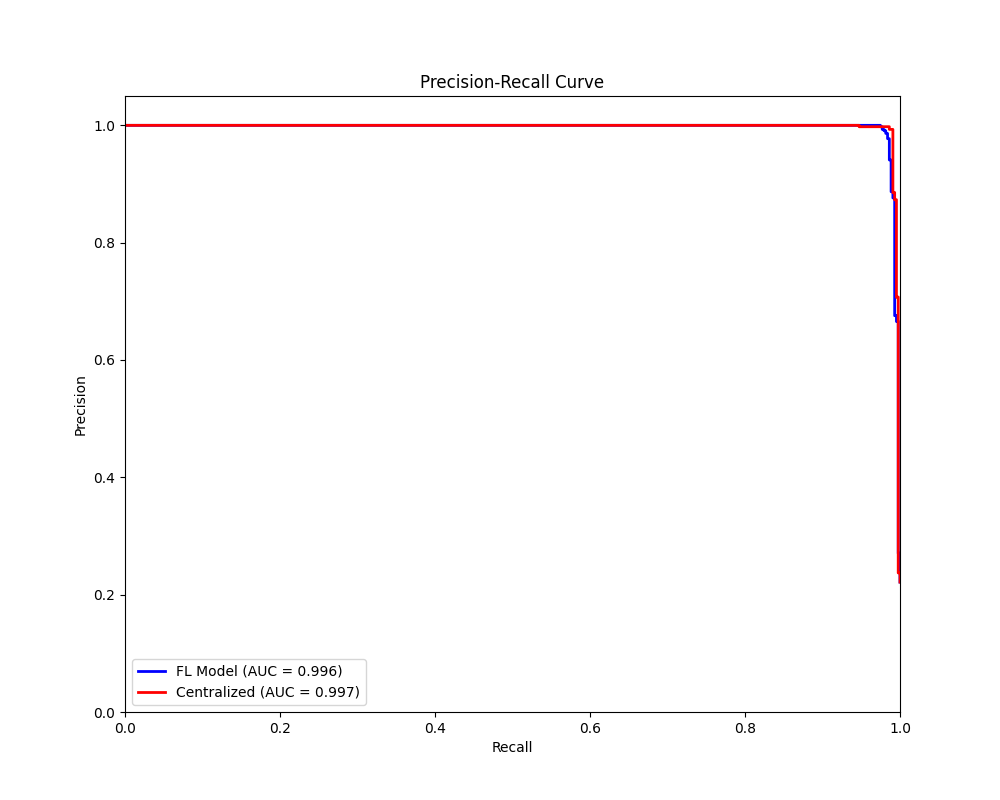 Precision-Recall Curve
1.0
0.8
0.6
0.4
0.2
0.0
Precision
FL Model (AUC = 0.996)
Centralized (AUC = 0.997)
0.0 0.2 0.4 0.6 0.8 1.0
Recall